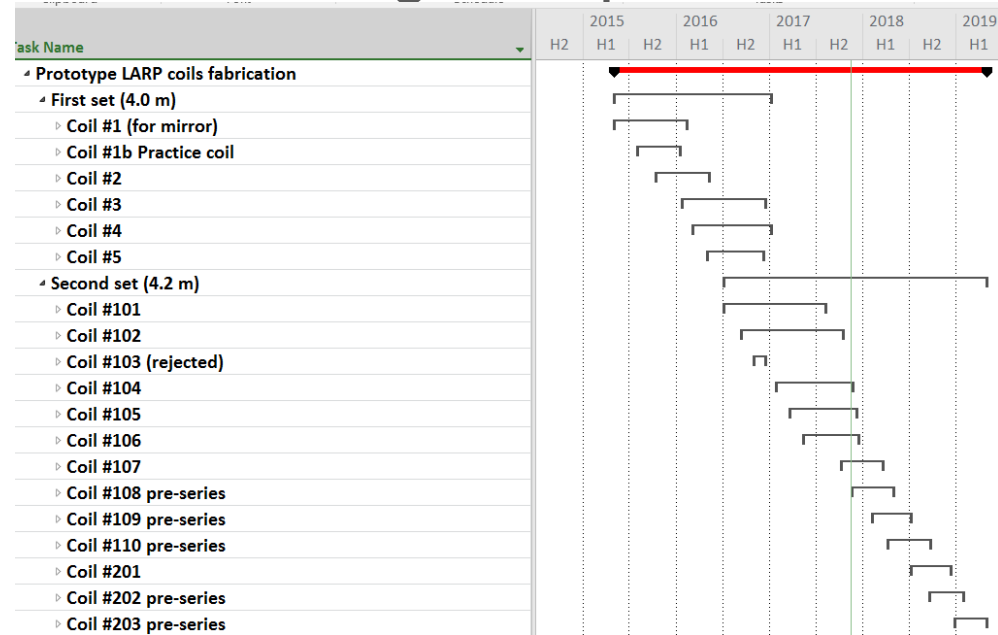 2015 2016 2017 2018 2019
Task Name H2 H1 H2 H1 H2 H1 H2 H1 H2 H1
Prototype LARP coils fabrication
First set (4.0 m)
Coil #1 (for mirror)
Coil #1b Practice coil
Coil #2
Coil #3
Coil #4
Coil #5
Second set (4.2 m)
Coil #101
Coil #102
Coil #103 (rejected)
Coil #104
Coil #105
Coil #106
Coil #107
Coil #108 pre-series
Coil #109 pre-series
Coil #110 pre-series
Coil #201
Coil #202 pre-series
Coil #203 pre-series